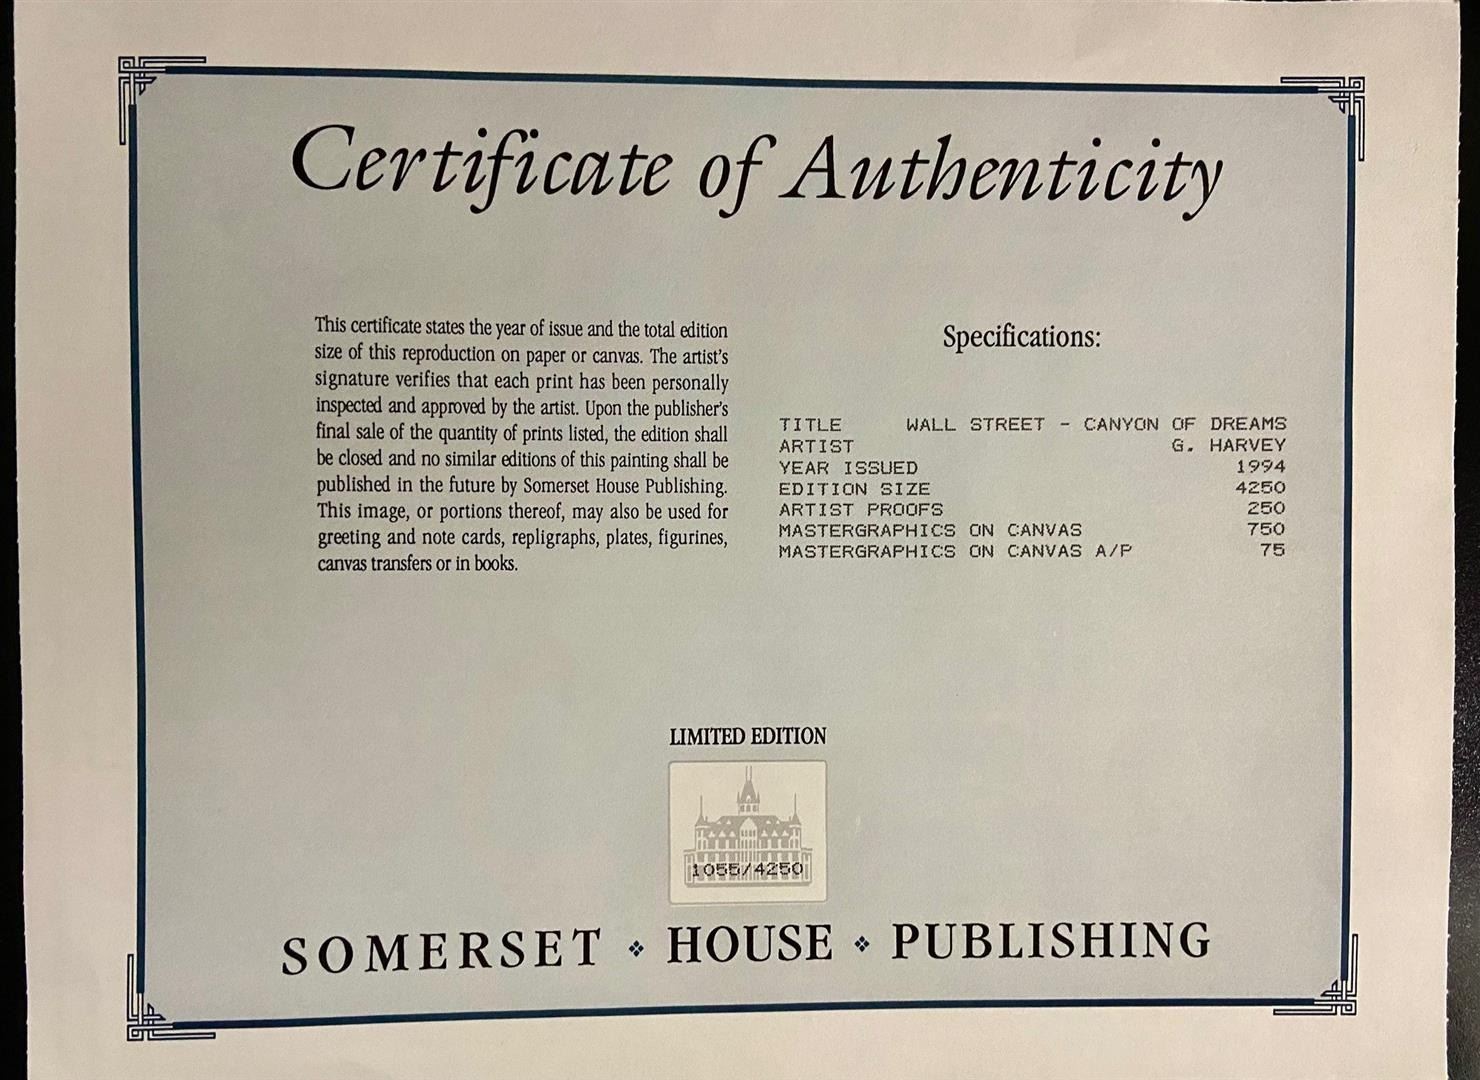 Certificate of Authenticity
This certificate states the year of issue and the total edition
size of this reproduction on paper or canvas. The artist's
signature verifies that each print has been personally
inspected and approved by the artist. Upon the publisher's
final sale of the quantity of prints listed, the edition shall
be closed and no similar editions of this painting shall be
published in the future by Somerset House Publishing.
This image, or portions thereof, may also be used for
greeting and note cards, repligraphs, plates, figurines,
canvas transfers or in books.
Specifications:
TITLE WALL STREET - CANYON OF DREAMS
ARTIST G. HARVEY
YEAR ISSUED 1994
EDITION SIZE 4250
ARTIST PROOFS 250
MASTERGRAPHICS ON CANVAS 750
MASTERGRAPHICS ON CANVAS A/P 75
LIMITED EDITION
1055/4250
SOMERSET ❖ HOUSE ❖ PUBLISHING